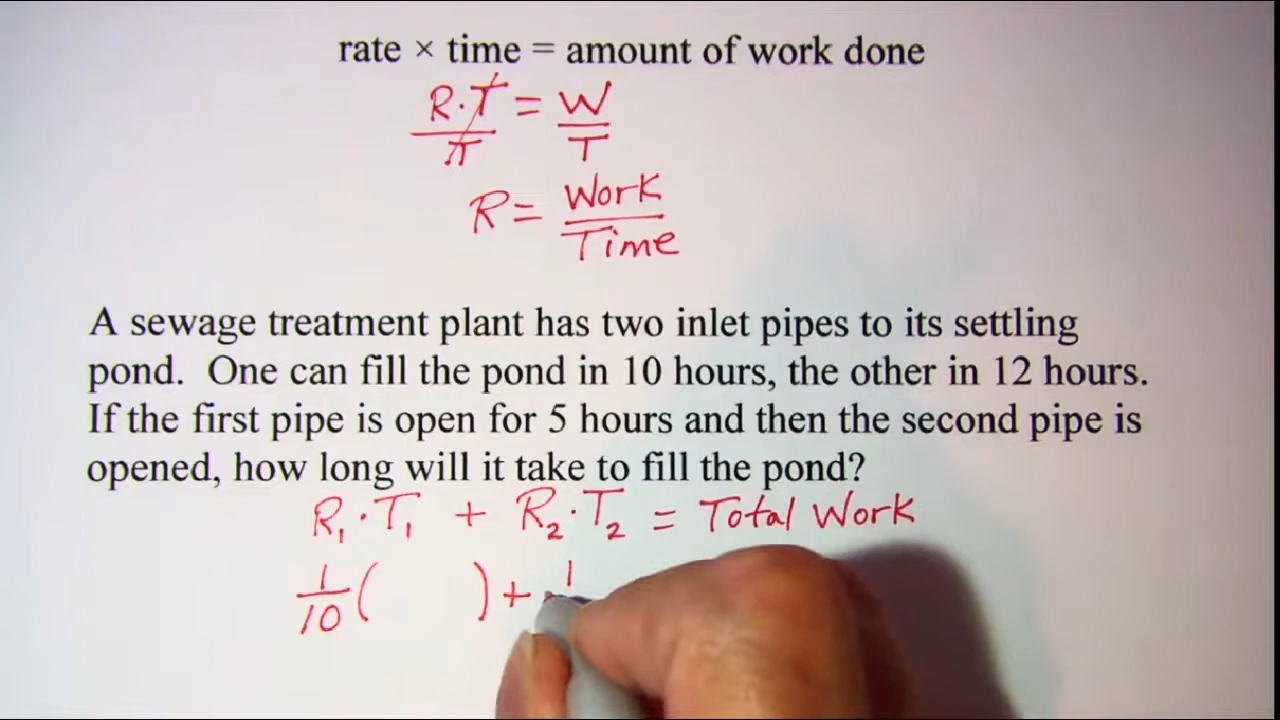 rate × time = amount of work done
R·T = W
T T
R = Work
Time
A sewage treatment plant has two inlet pipes to its settling
pond. One can fill the pond in 10 hours, the other in 12 hours.
If the first pipe is open for 5 hours and then the second pipe is
opened, how long will it take to fill the pond?
R₁·T₁ + R₂·T₂ = Total Work
1/10 ( ) + 1